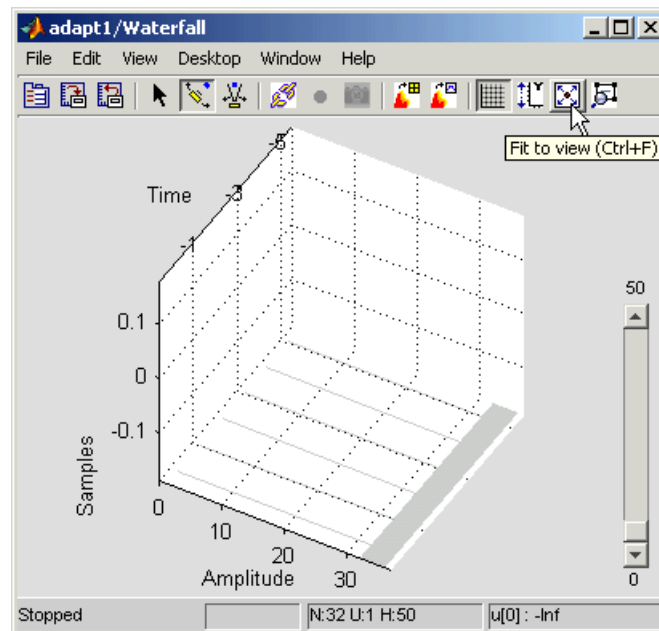 adapt1/Waterfall
File Edit View Desktop Window Help
Fit to view (Ctrl+F)
-5
Time -3
-1
50
0.1
0
-0.1
Samples
0
10
20
30
Amplitude
0
Stopped N:32 U:1 H:50 u[0] : -Inf